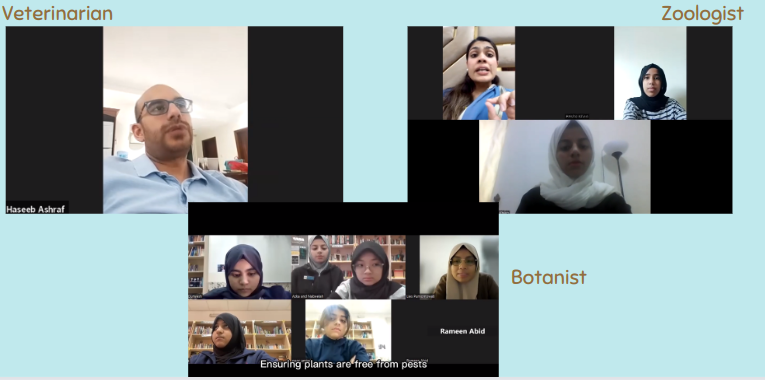 Veterinarian
Zoologist
Haseeb Ashraf
Botanist
Rameen Abid
Ensuring plants are free from pests